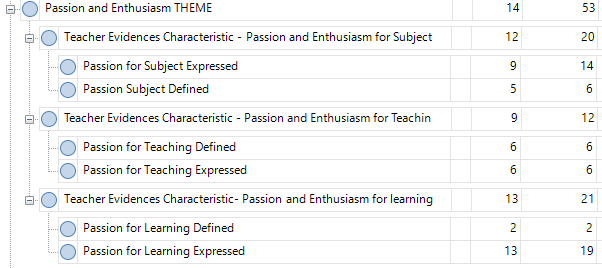 Passion and Enthusiasm THEME 14 53
Teacher Evidences Characteristic - Passion and Enthusiasm for Subject 12 20
Passion for Subject Expressed 9 14
Passion Subject Defined 5 6
Teacher Evidences Characteristic - Passion and Enthusiasm for Teachin 9 12
Passion for Teaching Defined 6 6
Passion for Teaching Expressed 6 6
Teacher Evidences Characteristic- Passion and Enthusiasm for learning 13 21
Passion for Learning Defined 2 2
Passion for Learning Expressed 13 19